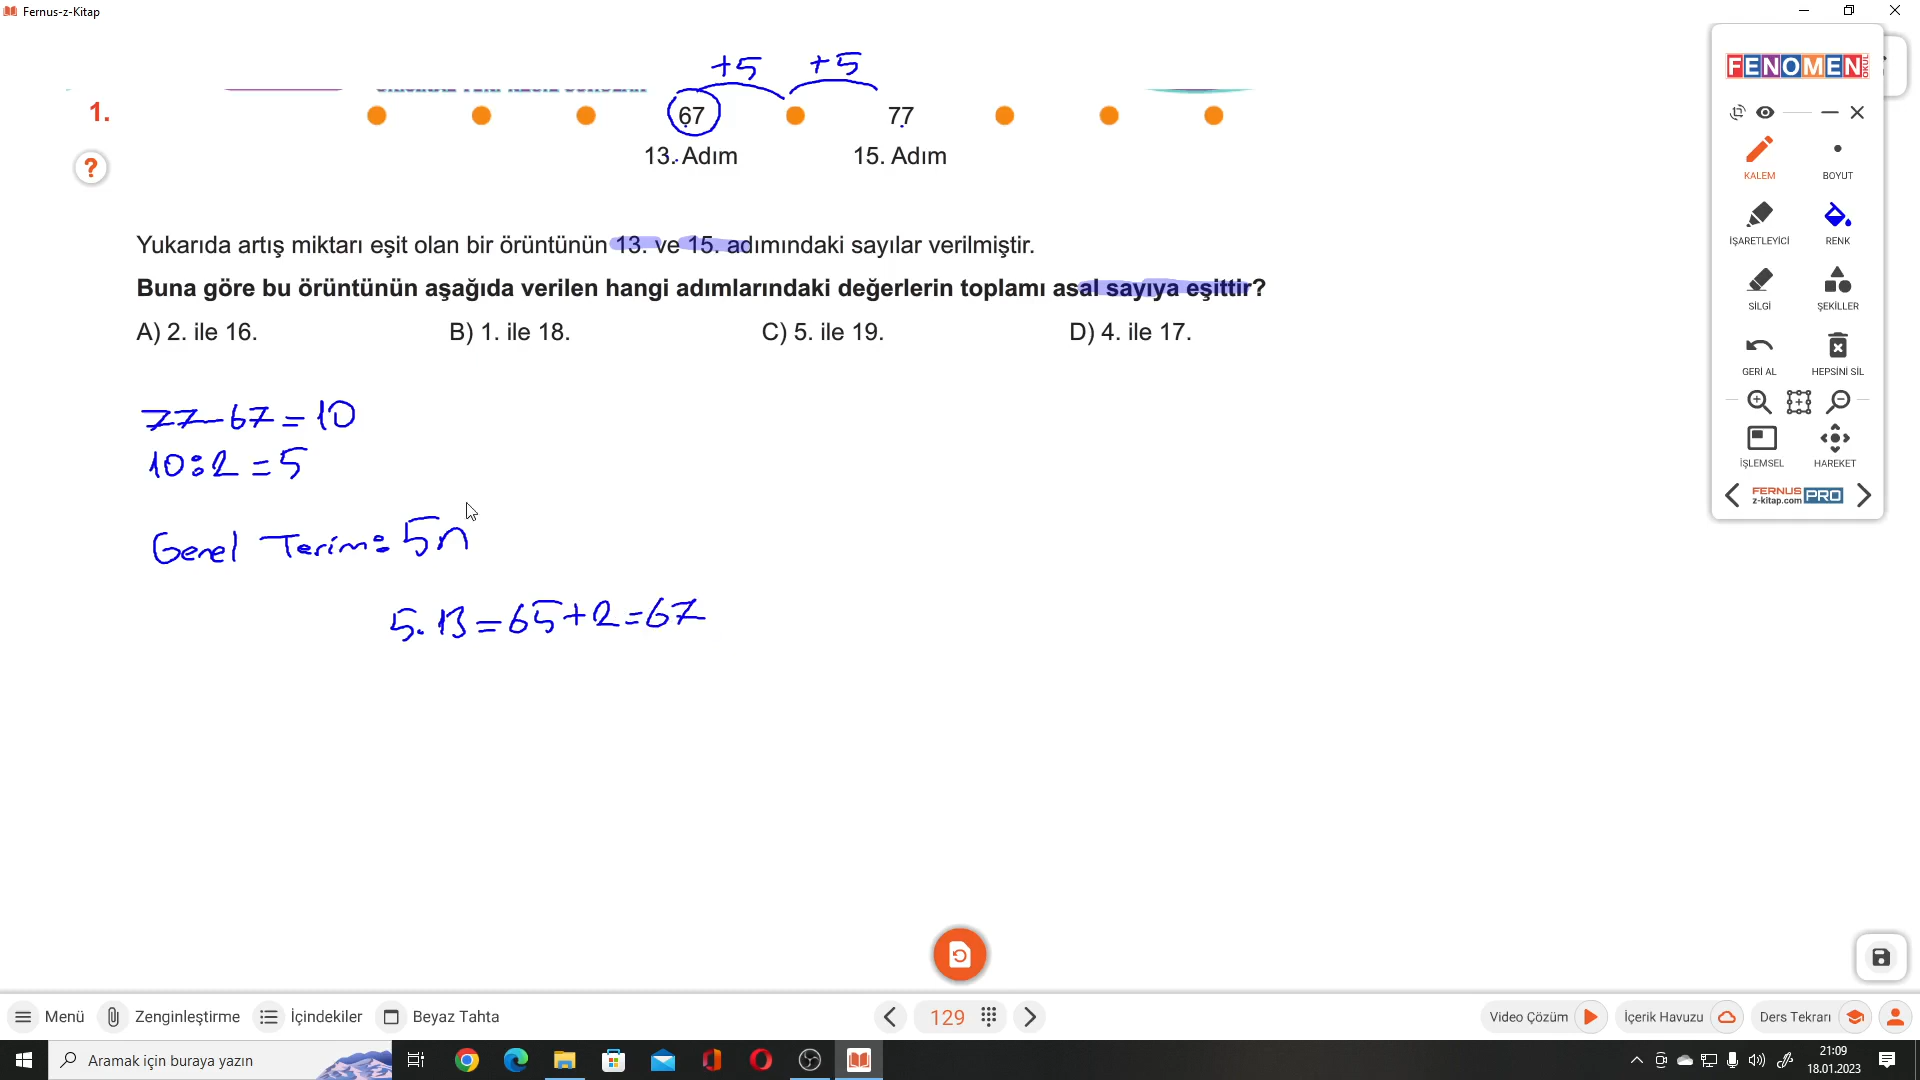 Fernus-z-Kitap
+5 +5
1.
67 77
13. Adım 15. Adım
?
Yukarıda artış miktarı eşit olan bir örüntünün 13. ve 15. adımındaki sayılar verilmiştir.
Buna göre bu örüntünün aşağıda verilen hangi adımlarındaki değerlerin toplamı asal sayıya eşittir?
A) 2. ile 16. B) 1. ile 18. C) 5. ile 19. D) 4. ile 17.
77-67=10
10:2=5
Genel Terim: 5n
5.13=65+2=67
FENOMEN OKUL
KALEM BOYUT
İŞARETLEYİCİ RENK
SİLGİ ŞEKİLLER
GERİ AL HEPSİNİ SİL
İŞLEMSEL HAREKET
FERNUS PRO
z-kitap.com
Menü Zenginleştirme İçindekiler Beyaz Tahta 129 Video Çözüm İçerik Havuzu Ders Tekrarı
Aramak için buraya yazın
21:09
18.01.2023